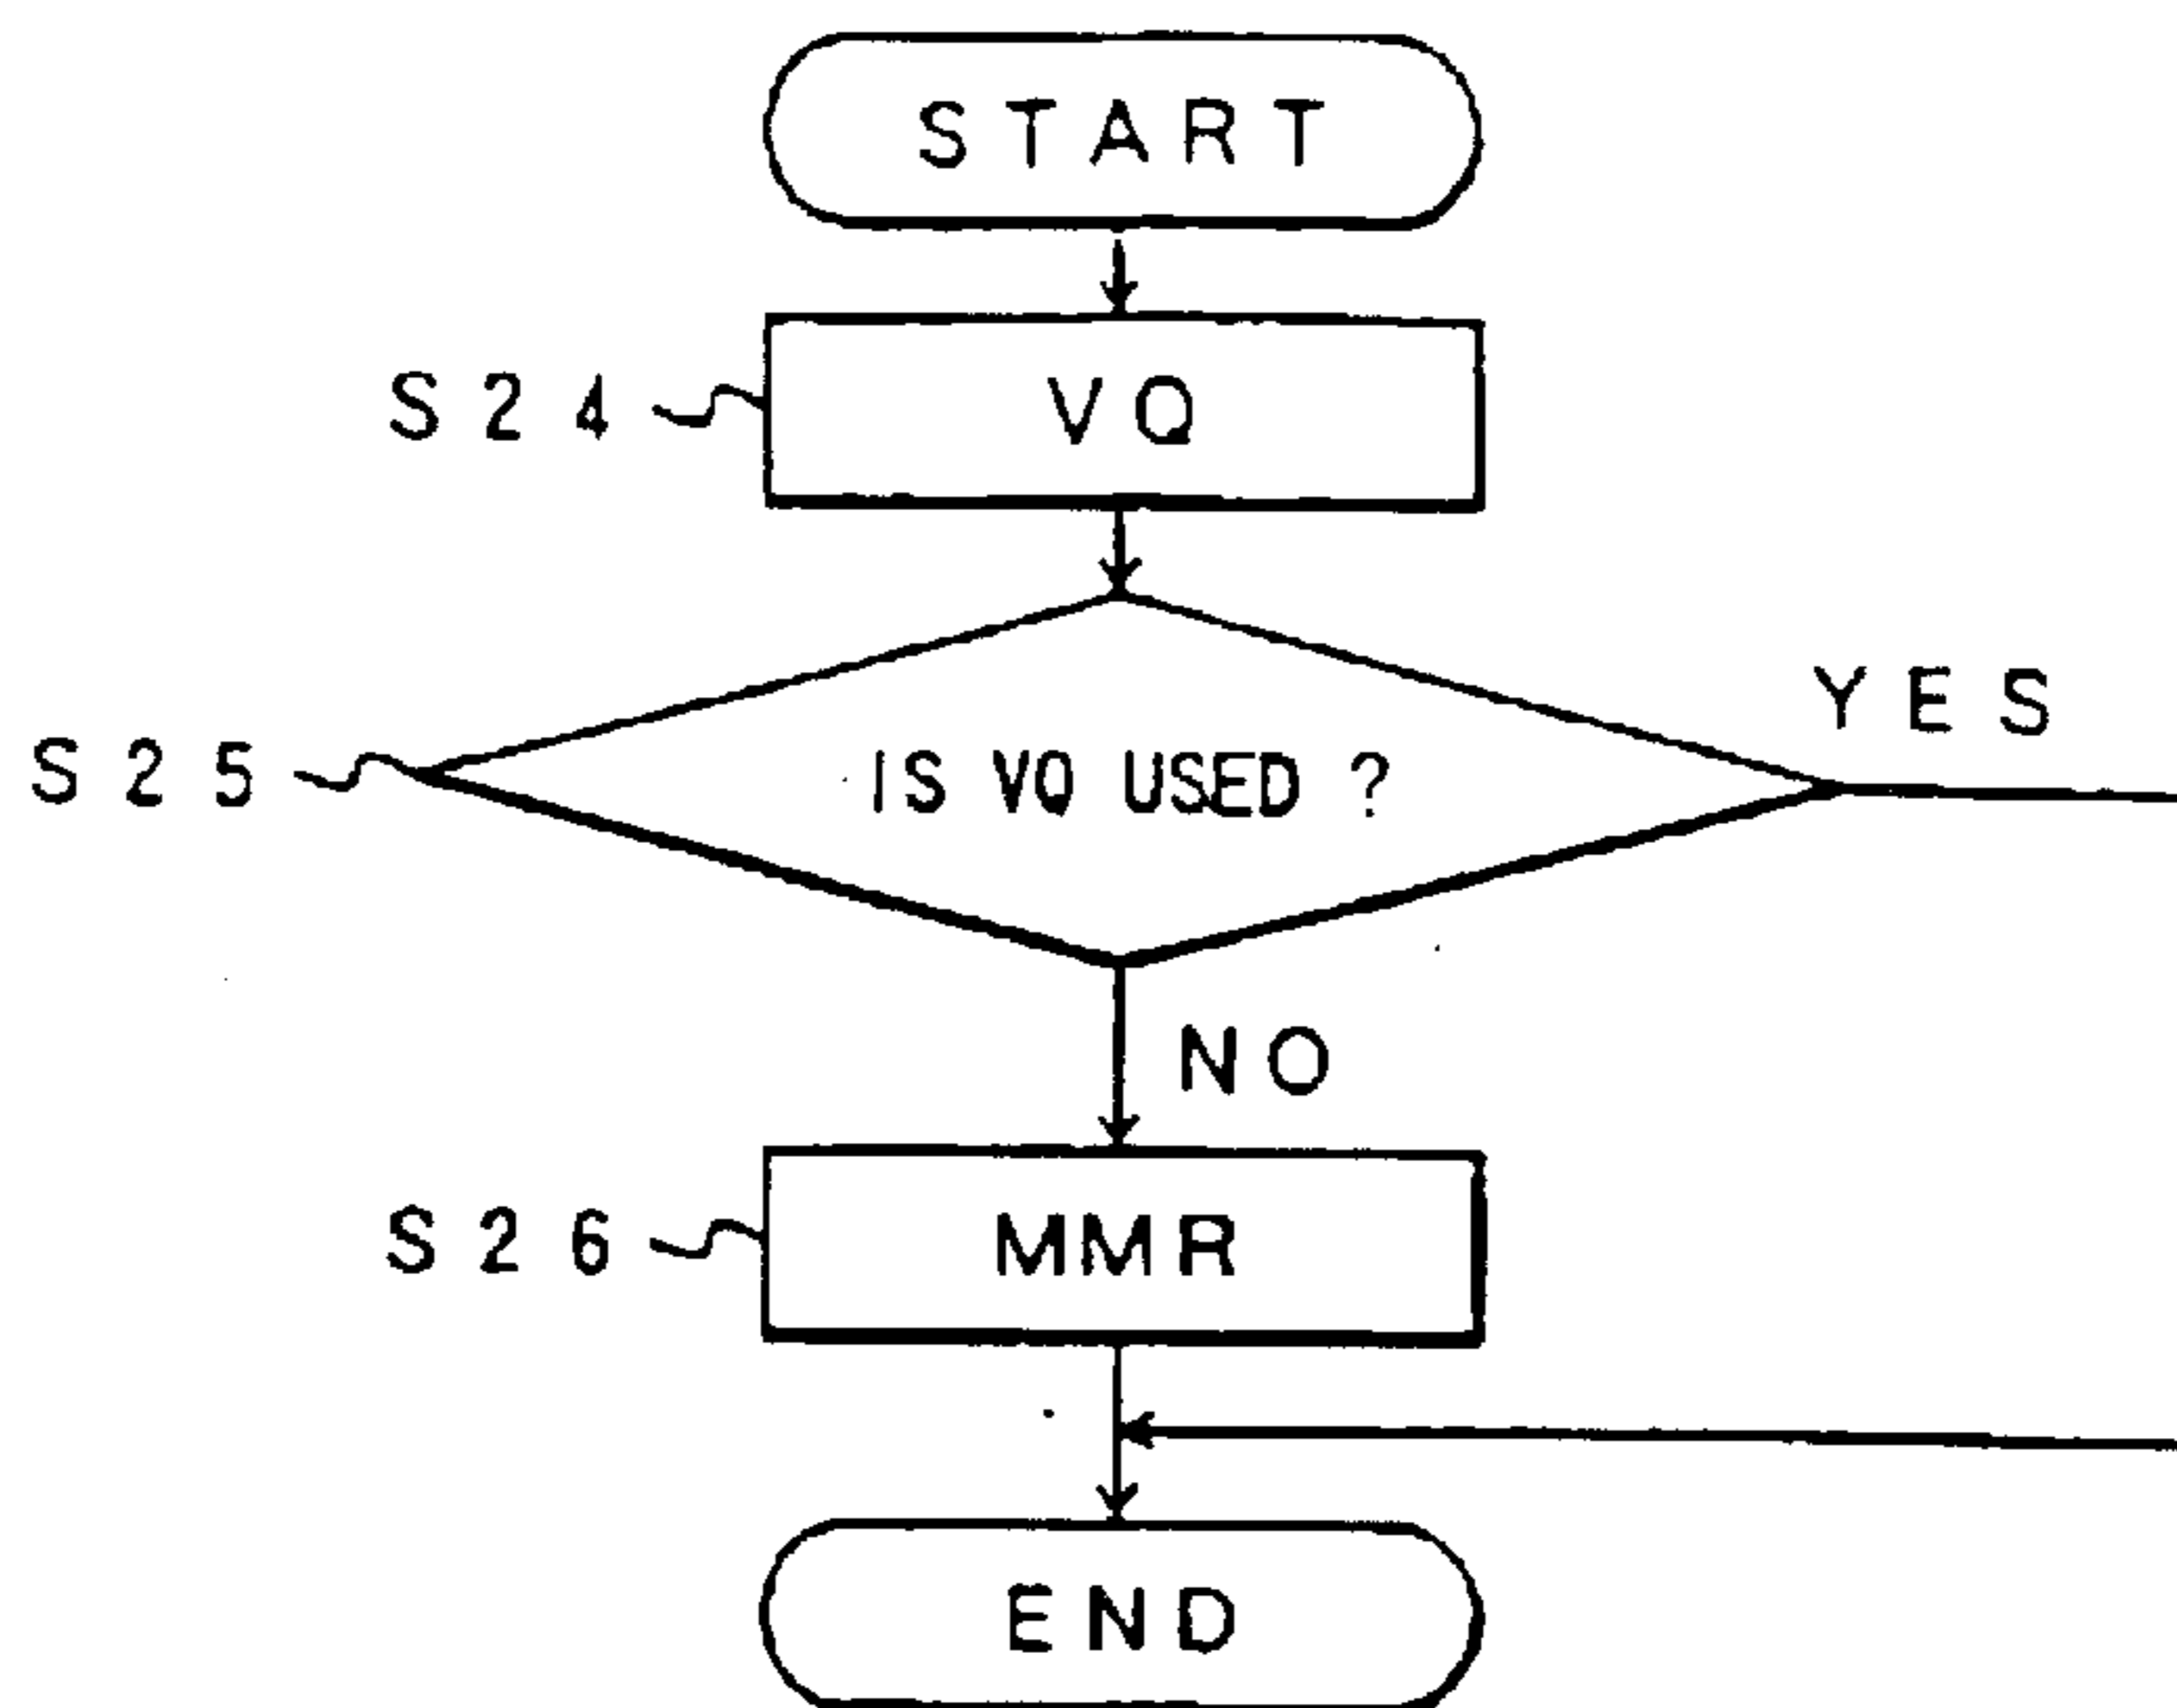 START
S24 VQ
YES
S25 IS VQ USED ?
NO
S26 MMR
END